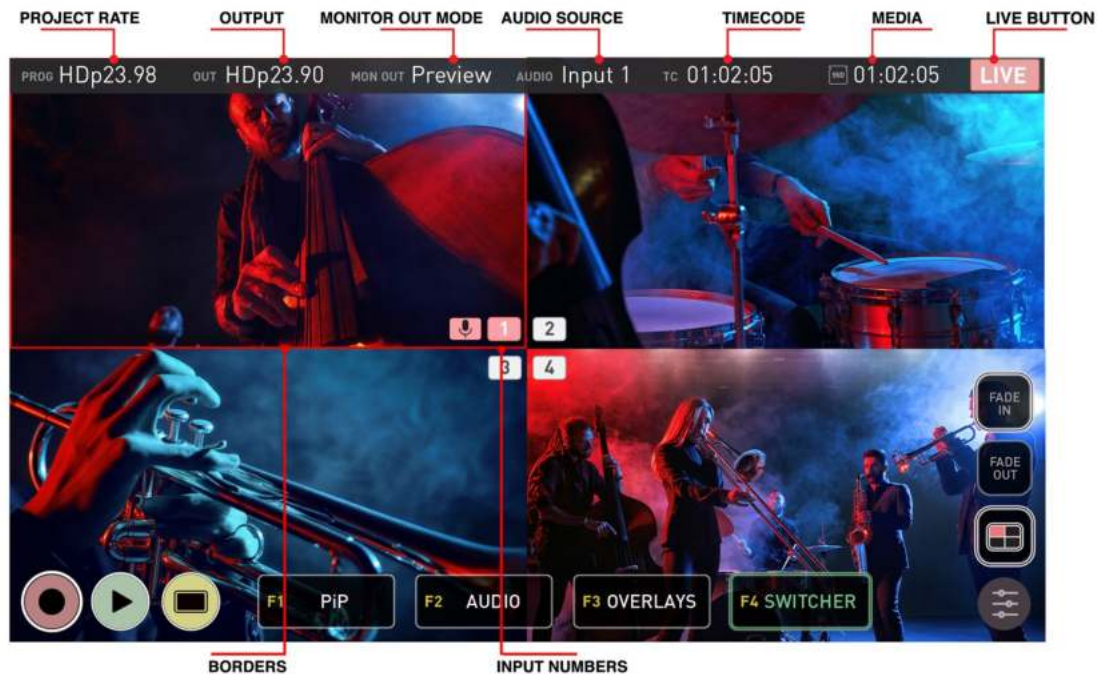 PROJECT RATE OUTPUT MONITOR OUT MODE AUDIO SOURCE TIMECODE MEDIA LIVE BUTTON
PROG HDp23.98 OUT HDp23.90 MON OUT Preview AUDIO Input 1 TC 01:02:05 SSD 01:02:05 LIVE
1 2
3 4
FADE
IN
FADE
OUT
F1 PiP F2 AUDIO F3 OVERLAYS F4 SWITCHER
BORDERS INPUT NUMBERS